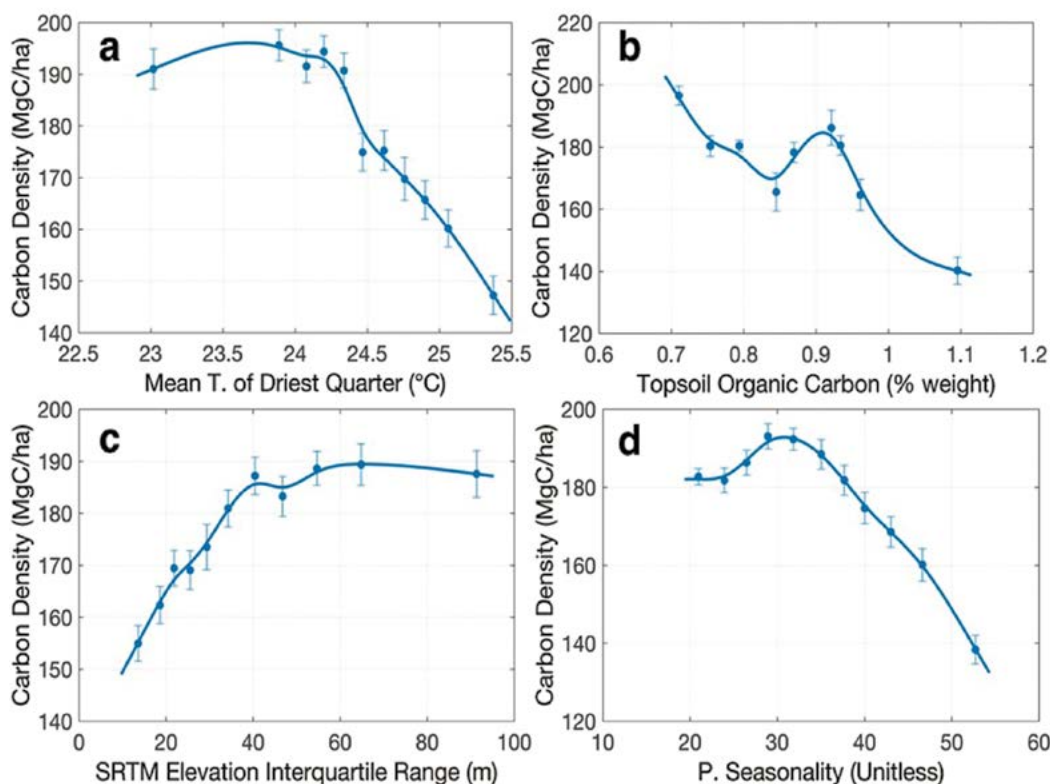 a
200
190
180
170
160
150
140
Carbon Density (MgC/ha)
22.5 23 23.5 24 24.5 25 25.5
Mean T. of Driest Quarter (°C)
b
220
200
180
160
140
120
Carbon Density (MgC/ha)
0.6 0.7 0.8 0.9 1 1.1 1.2
Topsoil Organic Carbon (% weight)
c
200
190
180
170
160
150
140
Carbon Density (MgC/ha)
0 20 40 60 80 100
SRTM Elevation Interquartile Range (m)
d
200
180
160
140
120
Carbon Density (MgC/ha)
10 20 30 40 50 60
P. Seasonality (Unitless)